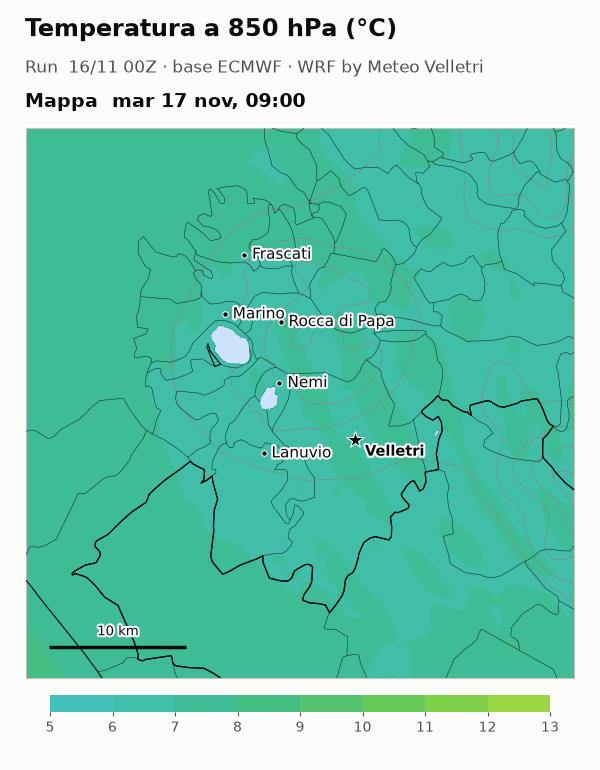 Temperatura a 850 hPa (°C)
Run  16/11 00Z · base ECMWF · WRF by Meteo Velletri
Mappa  mar 17 nov, 09:00
Frascati
Marino
Rocca di Papa
Nemi
Velletri
Lanuvio
10 km
5 6 7 8 9 10 11 12 13